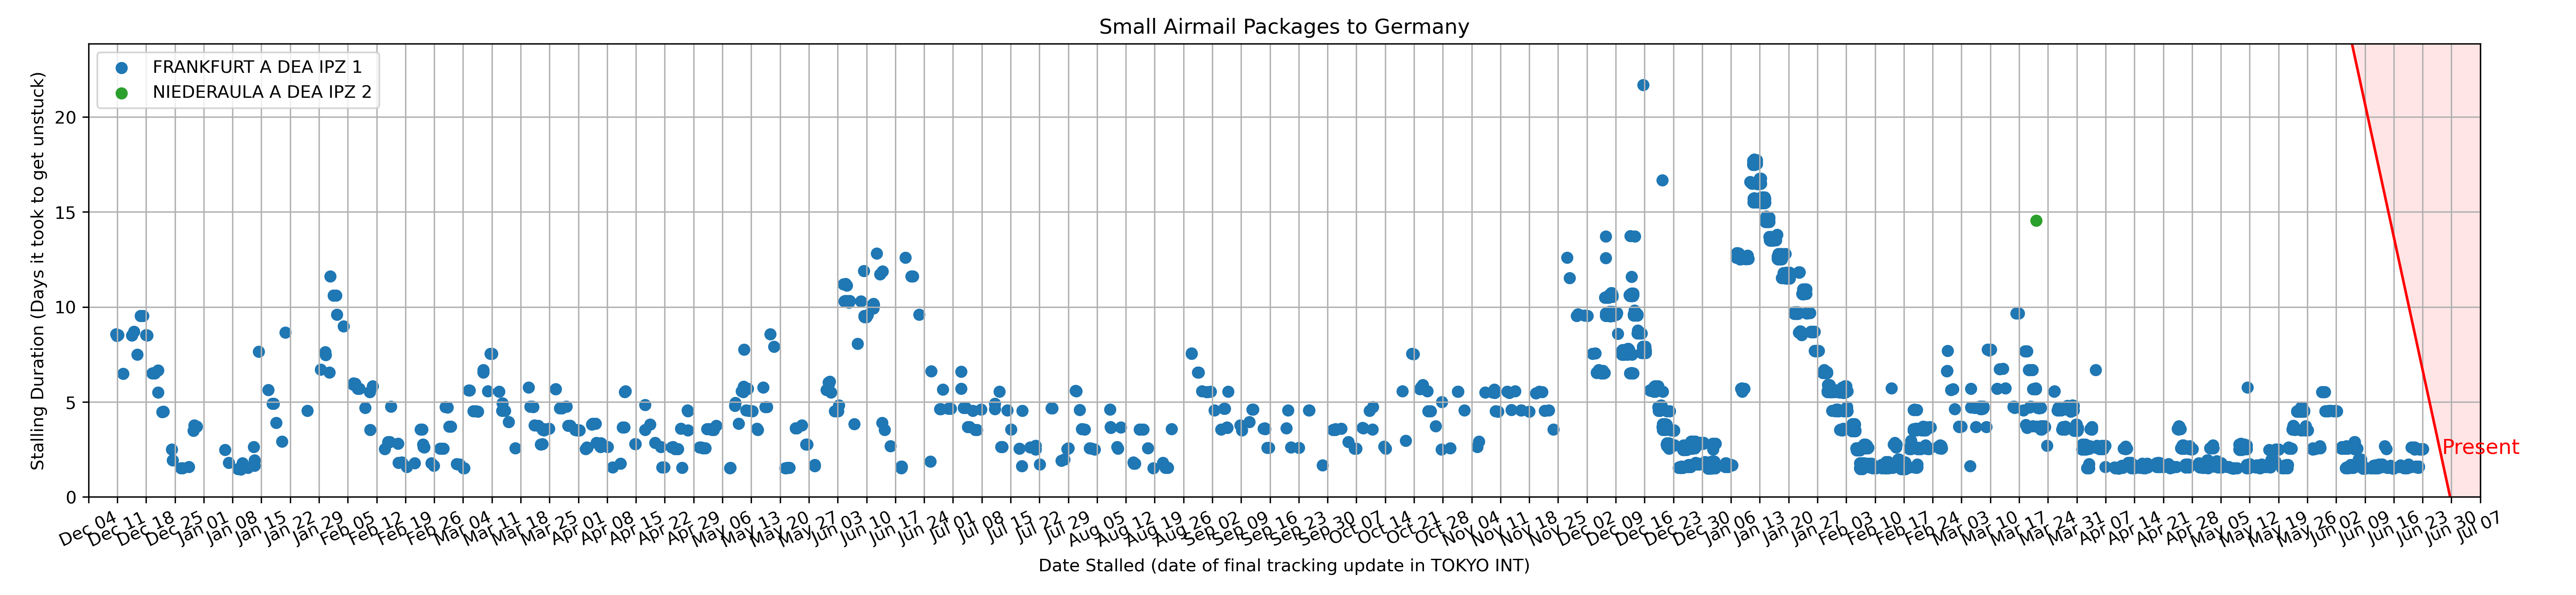 Small Airmail Packages to Germany
FRANKFURT A DEA IPZ 1
NIEDERAULA A DEA IPZ 2
Stalling Duration (Days it took to get unstuck)
20
15
10
5
0
Present
Dec 04
Dec 11
Dec 18
Dec 25
Jan 01
Jan 08
Jan 15
Jan 22
Jan 29
Feb 05
Feb 12
Feb 19
Feb 26
Mar 04
Mar 11
Mar 18
Mar 25
Apr 01
Apr 08
Apr 15
Apr 22
Apr 29
May 06
May 13
May 20
May 27
Jun 03
Jun 10
Jun 17
Jun 24
Jul 01
Jul 08
Jul 15
Jul 22
Jul 29
Aug 05
Aug 12
Aug 19
Aug 26
Sep 02
Sep 09
Sep 16
Sep 23
Sep 30
Oct 07
Oct 14
Oct 21
Oct 28
Nov 04
Nov 11
Nov 18
Nov 25
Dec 02
Dec 09
Dec 16
Dec 23
Dec 30
Jan 06
Jan 13
Jan 20
Jan 27
Feb 03
Feb 10
Feb 17
Feb 24
Mar 03
Mar 10
Mar 17
Mar 24
Mar 31
Apr 07
Apr 14
Apr 21
Apr 28
May 05
May 12
May 19
May 26
Jun 02
Jun 09
Jun 16
Jun 23
Jun 30
Jul 07
Date Stalled (date of final tracking update in TOKYO INT)